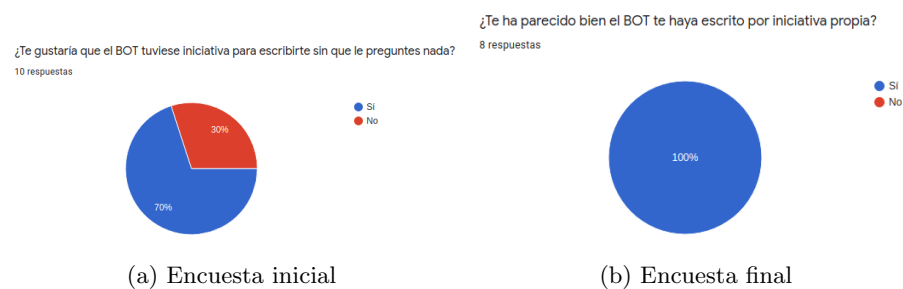 ¿Te gustaría que el BOT tuviese iniciativa para escribirte sin que le preguntes nada?
10 respuestas
Sí
No
30%
70%
(a) Encuesta inicial
¿Te ha parecido bien el BOT te haya escrito por iniciativa propia?
8 respuestas
Sí
No
100%
(b) Encuesta final